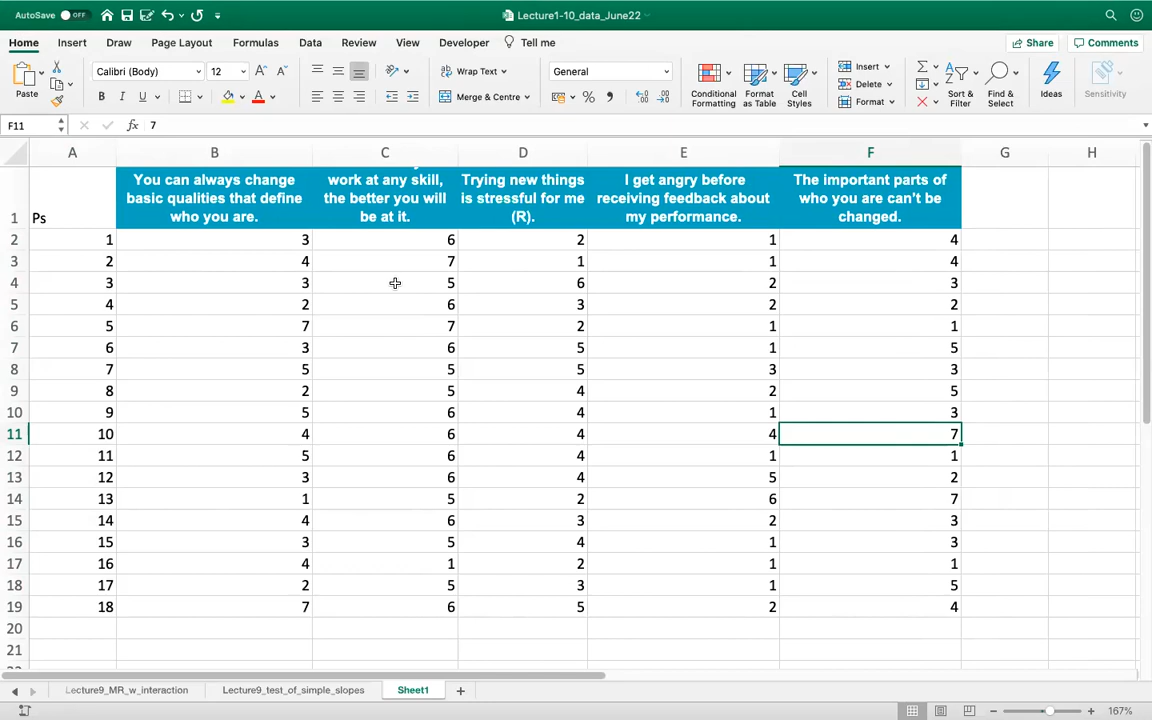 AutoSave OFF
Lecture1-10_data_June22
Home Insert Draw Page Layout Formulas Data Review View Developer Tell me Share Comments
Paste
Calibri (Body) 12
B I U
Wrap Text
Merge & Centre
General
Conditional Formatting
Format as Table
Cell Styles
Insert
Delete
Format
Sort & Filter
Find & Select
Ideas
Sensitivity
F11 fx 7
A B C D E F G H
1 Ps
You can always change
basic qualities that define
who you are.
work at any skill,
the better you will
be at it.
Trying new things
is stressful for me
(R).
I get angry before
receiving feedback about
my performance.
The important parts of
who you are can't be
changed.
2 1 3 6 2 1 4
3 2 4 7 1 1 4
4 3 3 5 6 2 3
5 4 2 6 3 2 2
6 5 7 7 2 1 1
7 6 3 6 5 1 5
8 7 5 5 5 3 3
9 8 2 5 4 2 5
10 9 5 6 4 1 3
11 10 4 6 4 4 7
12 11 5 6 4 1 1
13 12 3 6 4 5 2
14 13 1 5 2 6 7
15 14 4 6 3 2 3
16 15 3 5 4 1 3
17 16 4 1 2 1 1
18 17 2 5 3 1 5
19 18 7 6 5 2 4
20
21
Lecture9_MR_w_interaction Lecture9_test_of_simple_slopes Sheet1
167%